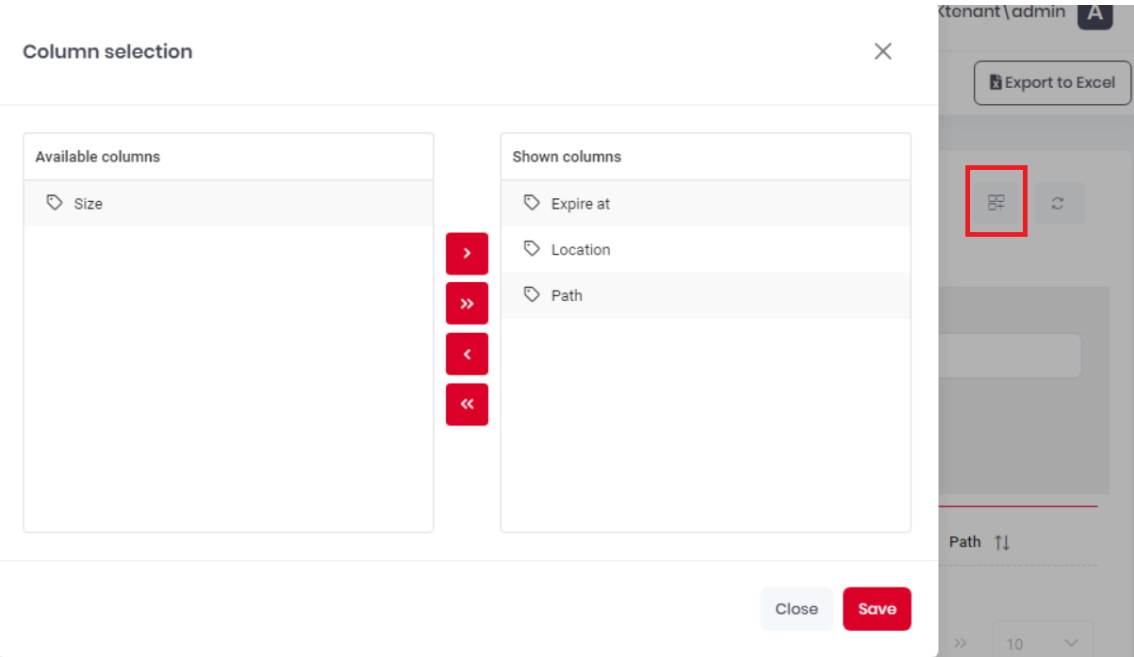 Ktenant\admin A
Column selection
Export to Excel
Available columns
Shown columns
Size
Expire at
Location
Path
Path
Close
Save
10